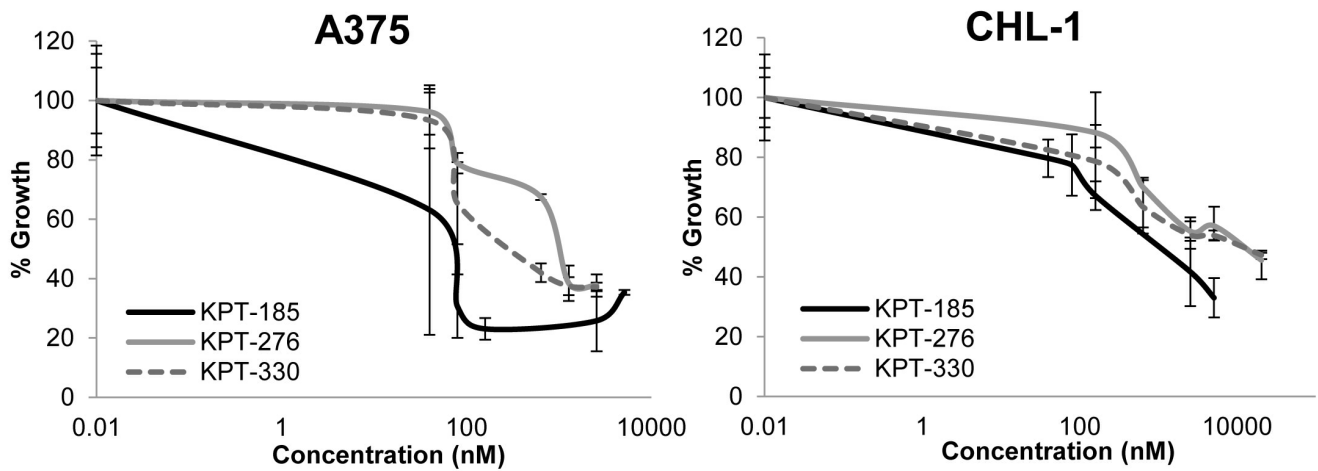 A375
120
100
80
60
40
20
0
% Growth
KPT-185
KPT-276
KPT-330
0.01 1 100 10000
Concentration (nM)
CHL-1
120
100
80
60
40
20
0
% Growth
KPT-185
KPT-276
KPT-330
0.01 1 100 10000
Concentration (nM)